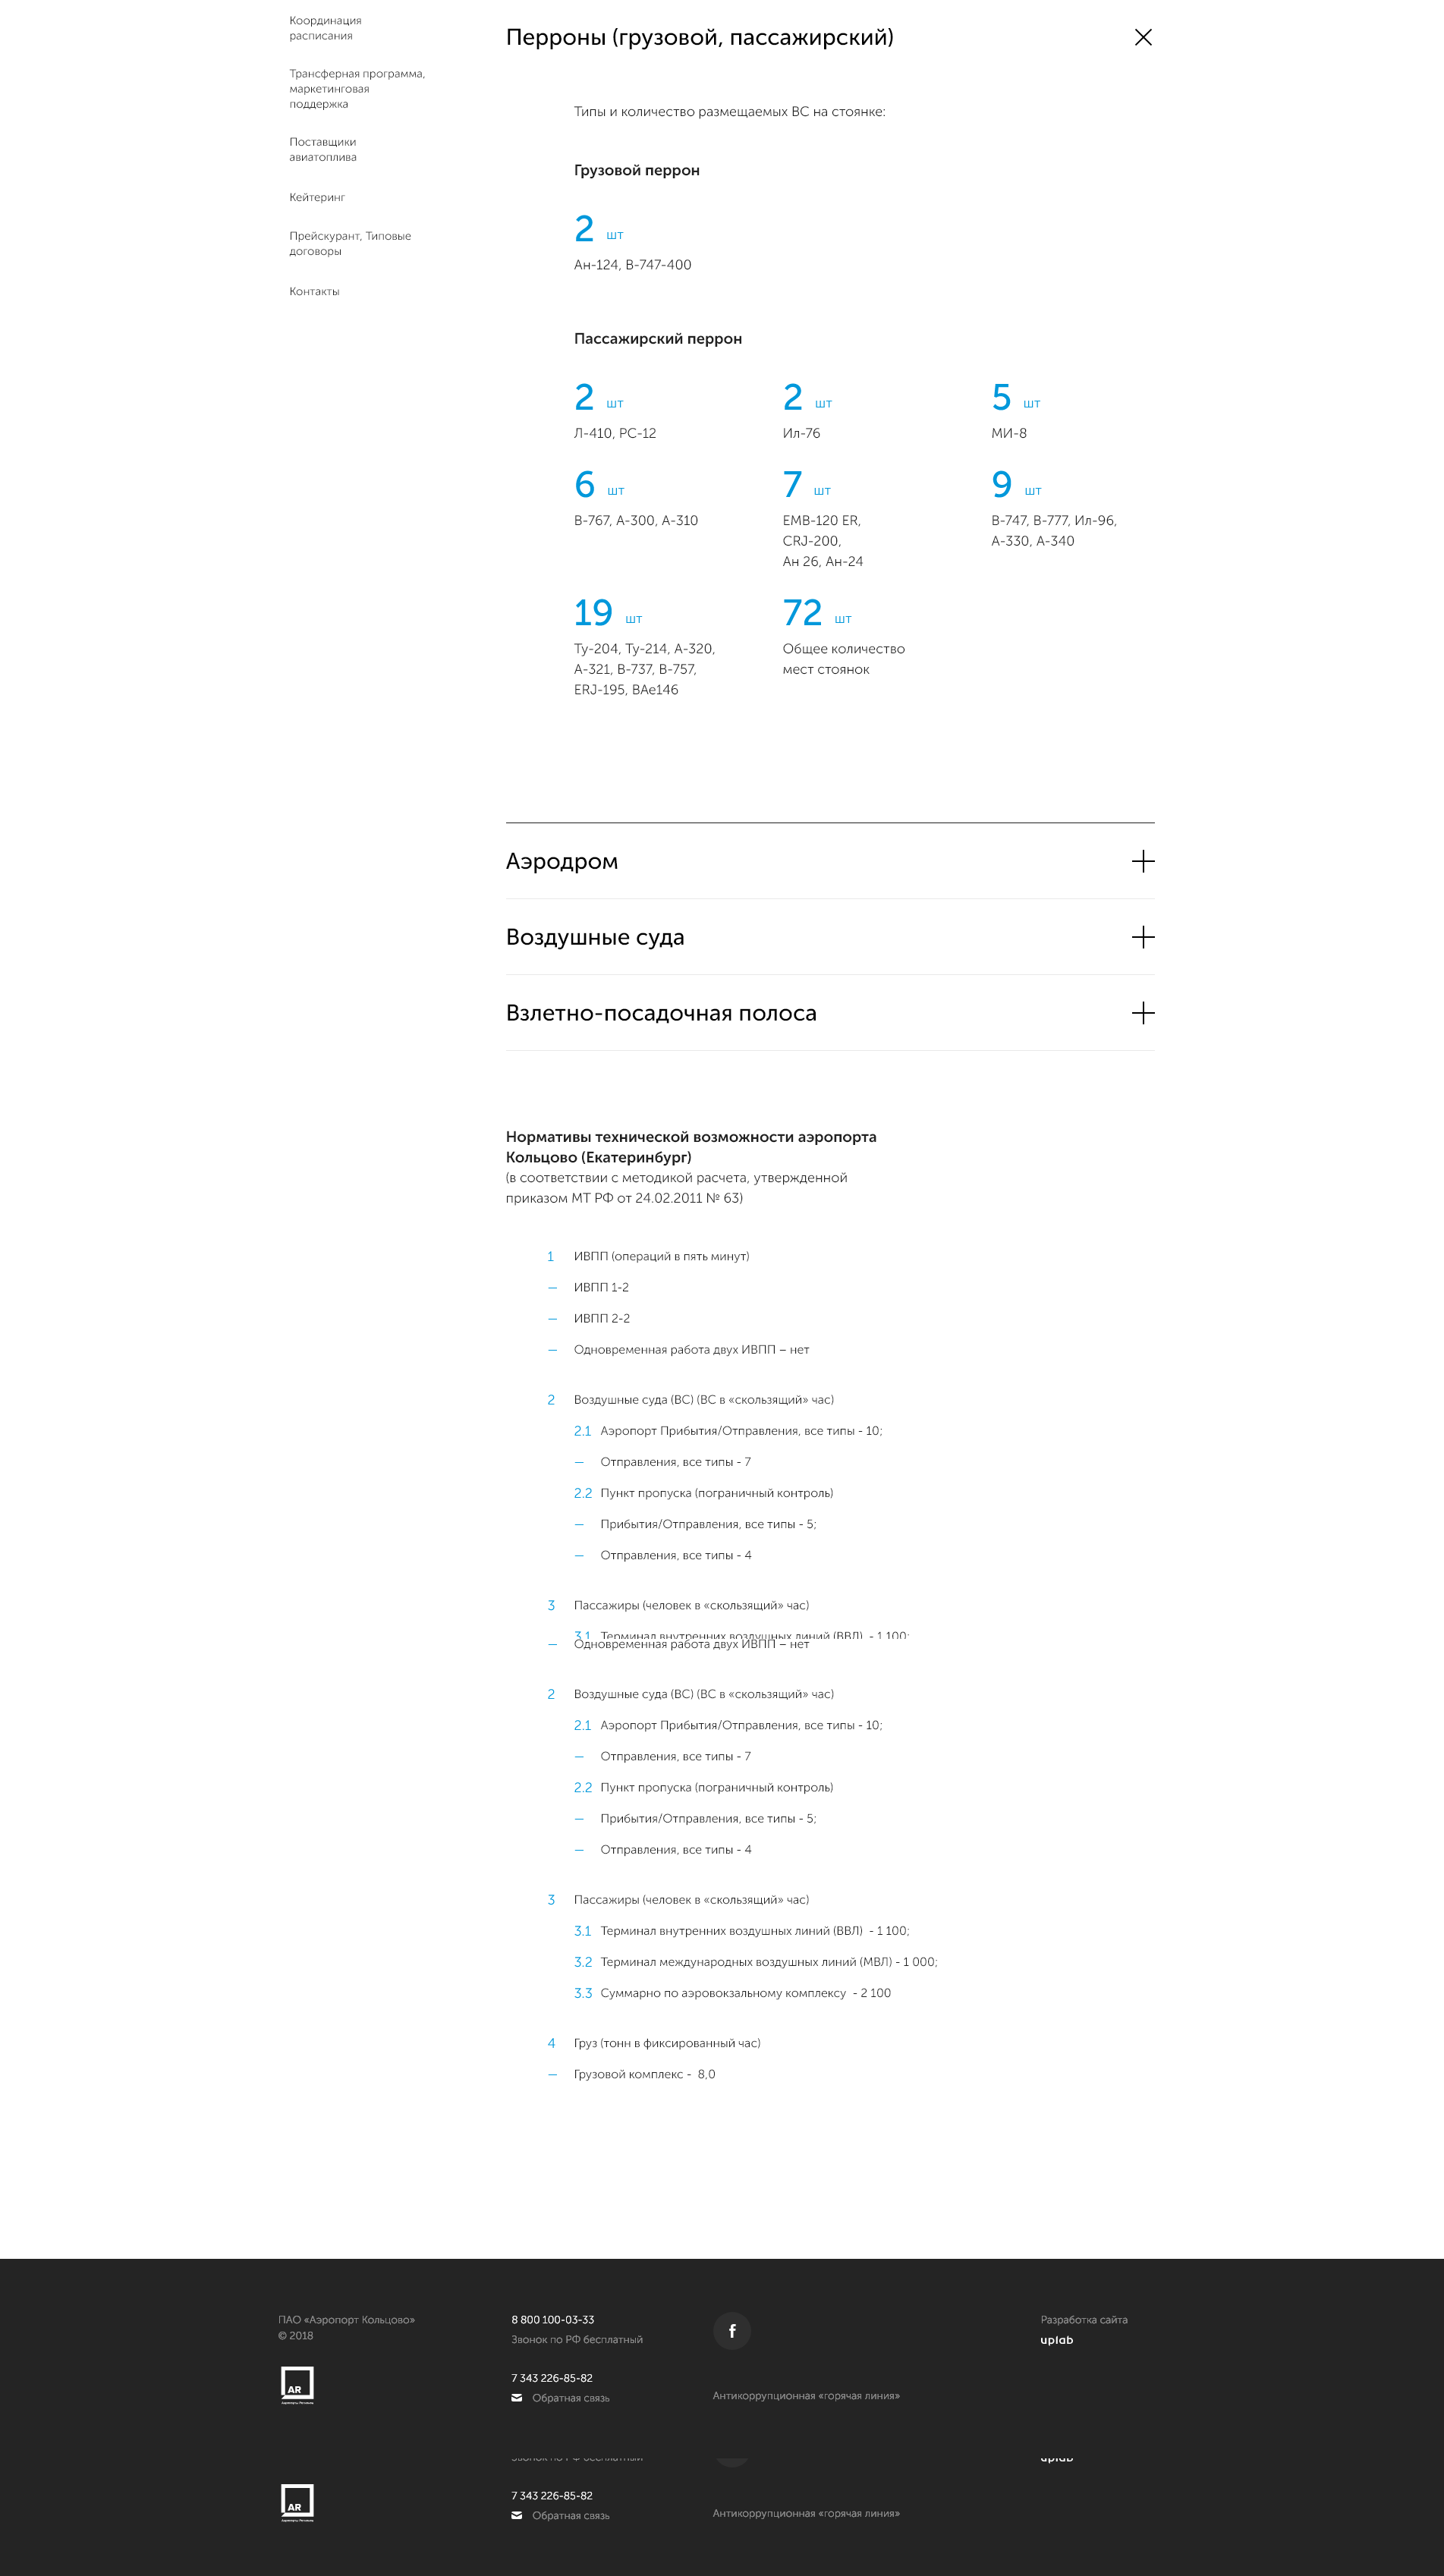 Координация
расписания
Трансферная программа,
маркетинговая
поддержка
Поставщики
авиатоплива
Кейтеринг
Прейскурант, Типовые
договоры
Контакты
Перроны (грузовой, пассажирский)
Типы и количество размещаемых ВС на стоянке:
Грузовой перрон
2 шт
Ан-124, В-747-400
Пассажирский перрон
2 шт
Л-410, РС-12
2 шт
Ил-76
5 шт
МИ-8
6 шт
В-767, А-300, А-310
7 шт
EMB-120 ER,
CRJ-200,
Ан 26, Ан-24
9 шт
В-747, В-777, Ил-96,
А-330, А-340
19 шт
Ту-204, Ту-214, А-320,
А-321, В-737, В-757,
ERJ-195, BAe146
72 шт
Общее количество
мест стоянок
Аэродром
Воздушные суда
Взлетно-посадочная полоса
Нормативы технической возможности аэропорта
Кольцово (Екатеринбург)
(в соответствии с методикой расчета, утвержденной
приказом МТ РФ от 24.02.2011 № 63)
1 ИВПП (операций в пять минут)
— ИВПП 1-2
— ИВПП 2-2
— Одновременная работа двух ИВПП – нет
2 Воздушные суда (ВС) (ВС в «скользящий» час)
2.1 Аэропорт Прибытия/Отправления, все типы - 10;
— Отправления, все типы - 7
2.2 Пункт пропуска (пограничный контроль)
— Прибытия/Отправления, все типы - 5;
— Отправления, все типы - 4
3 Пассажиры (человек в «скользящий» час)
3.1 Терминал внутренних воздушных линий (ВВЛ) - 1 100;
— Одновременная работа двух ИВПП – нет
2 Воздушные суда (ВС) (ВС в «скользящий» час)
2.1 Аэропорт Прибытия/Отправления, все типы - 10;
— Отправления, все типы - 7
2.2 Пункт пропуска (пограничный контроль)
— Прибытия/Отправления, все типы - 5;
— Отправления, все типы - 4
3 Пассажиры (человек в «скользящий» час)
3.1 Терминал внутренних воздушных линий (ВВЛ) - 1 100;
3.2 Терминал международных воздушных линий (МВЛ) - 1 000;
3.3 Суммарно по аэровокзальному комплексу - 2 100
4 Груз (тонн в фиксированный час)
— Грузовой комплекс - 8,0
ПАО «Аэропорт Кольцово»
© 2018
AR
8 800 100-03-33
Звонок по РФ бесплатный
7 343 226-85-82
Обратная связь
f
Антикоррупционная «горячая линия»
Разработка сайта
uplab
Звонок по РФ бесплатный
uplab
AR
7 343 226-85-82
Обратная связь
Антикоррупционная «горячая линия»